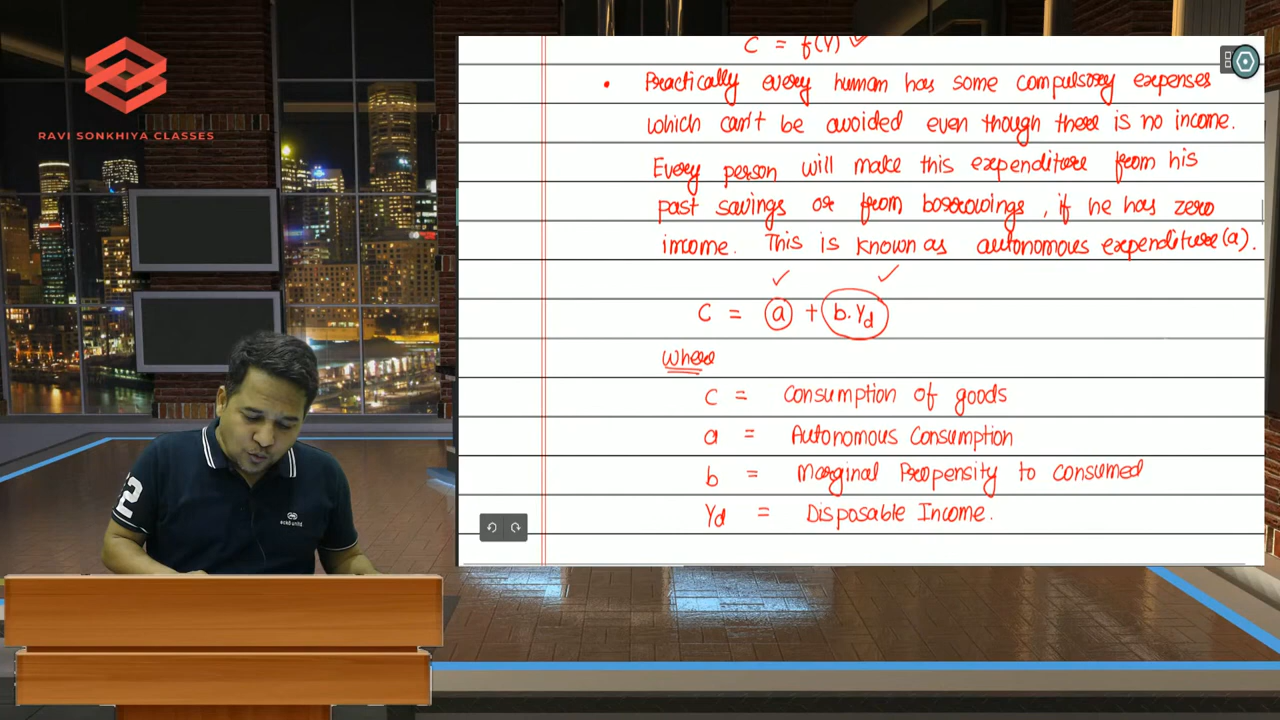 RAVI SONKHIYA CLASSES
C = f(Y) ✓
• Practically every human has some compulsory expenses
which can't be avoided even though there is no income.
Every person will make this expenditure from his
past savings or from borrowings, if he has zero
income. This is known as autonomous expenditure (a).
✓ ✓
C = a + b.Yd
Where
C = Consumption of goods
a = Autonomous Consumption
b = Marginal Propensity to consumed
Yd = Disposable Income.
52
ecko unltd.